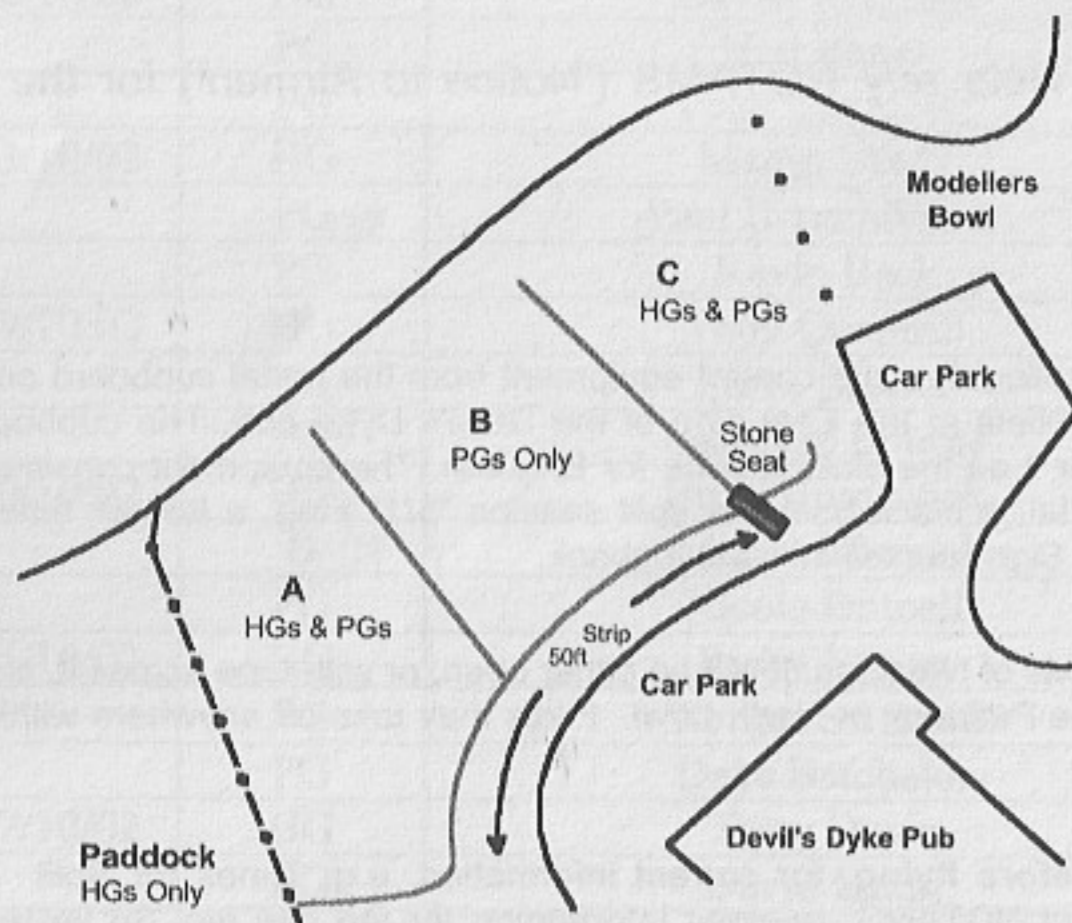 Modellers
Bowl
C
HGs & PGs
Car Park
B
PGs Only
Stone
Seat
A
HGs & PGs
Strip
50ft
Car Park
Devil's Dyke Pub
Paddock
HGs Only